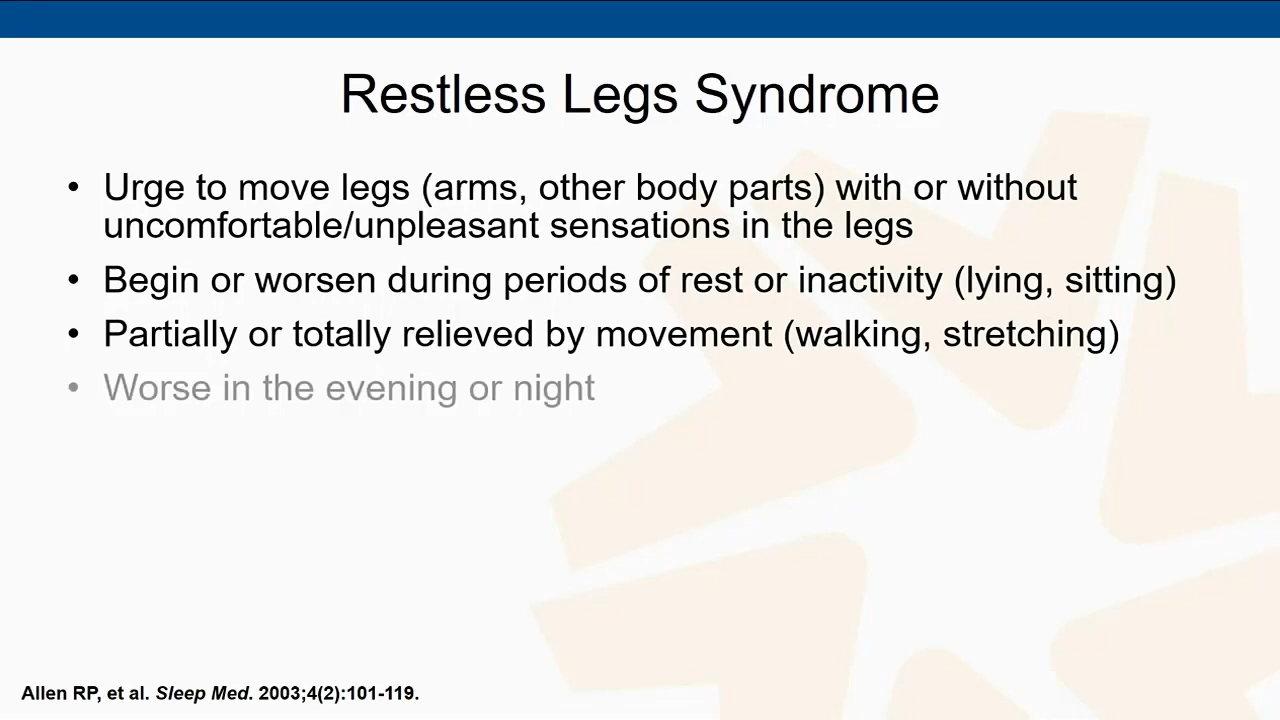 Restless Legs Syndrome
• Urge to move legs (arms, other body parts) with or without
uncomfortable/unpleasant sensations in the legs
• Begin or worsen during periods of rest or inactivity (lying, sitting)
• Partially or totally relieved by movement (walking, stretching)
• Worse in the evening or night
Allen RP, et al. Sleep Med. 2003;4(2):101-119.